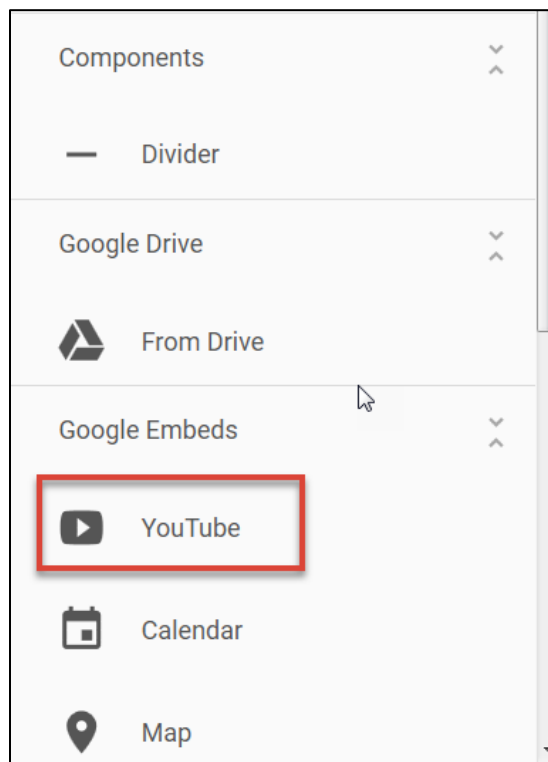 Components
Divider
Google Drive
From Drive
Google Embeds
YouTube
Calendar
Map